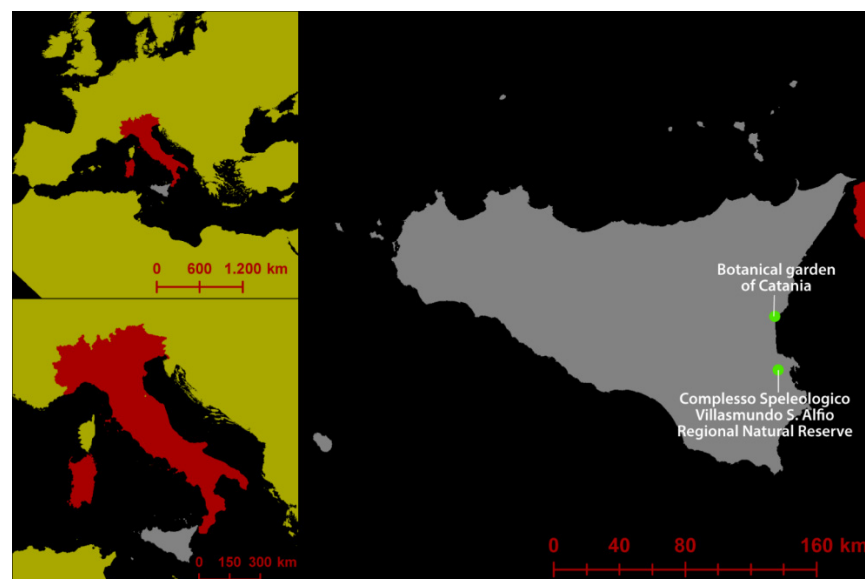 0 600 1.200 km
0 150 300 km
Botanical garden
of Catania
Complesso Speleologico
Villasmundo S. Alfio
Regional Natural Reserve
0 40 80 160 km